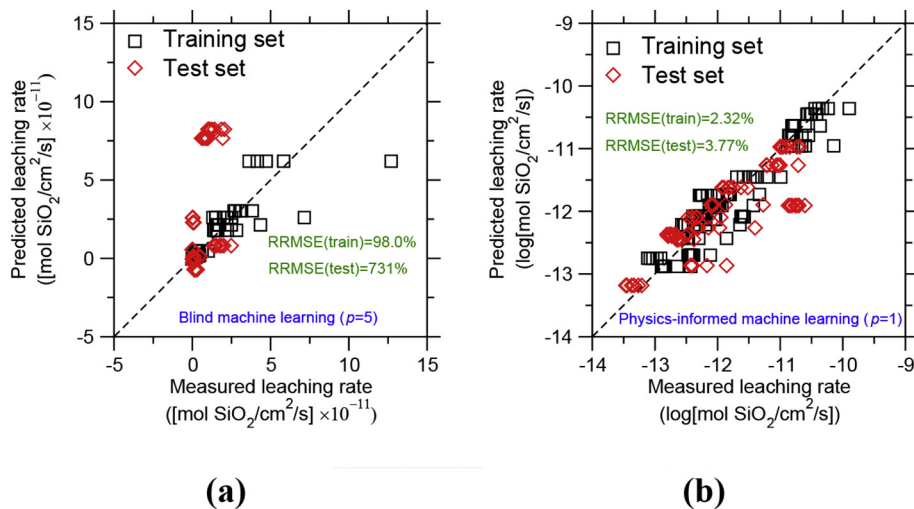 15
10
5
0
-5
Predicted leaching rate
([mol SiO2/cm²/s] ×10⁻¹¹)
Training set
Test set
RRMSE(train)=98.0%
RRMSE(test)=731%
Blind machine learning (p=5)
-5 0 5 10 15
Measured leaching rate
([mol SiO₂/cm²/s] ×10⁻¹¹)
(a)
-9
-10
-11
-12
-13
-14
Predicted leaching rate
(log[mol SiO₂/cm²/s])
Training set
Test set
RRMSE(train)=2.32%
RRMSE(test)=3.77%
Physics-informed machine learning (p=1)
-14 -13 -12 -11 -10 -9
Measured leaching rate
(log[mol SiO₂/cm²/s])
(b)